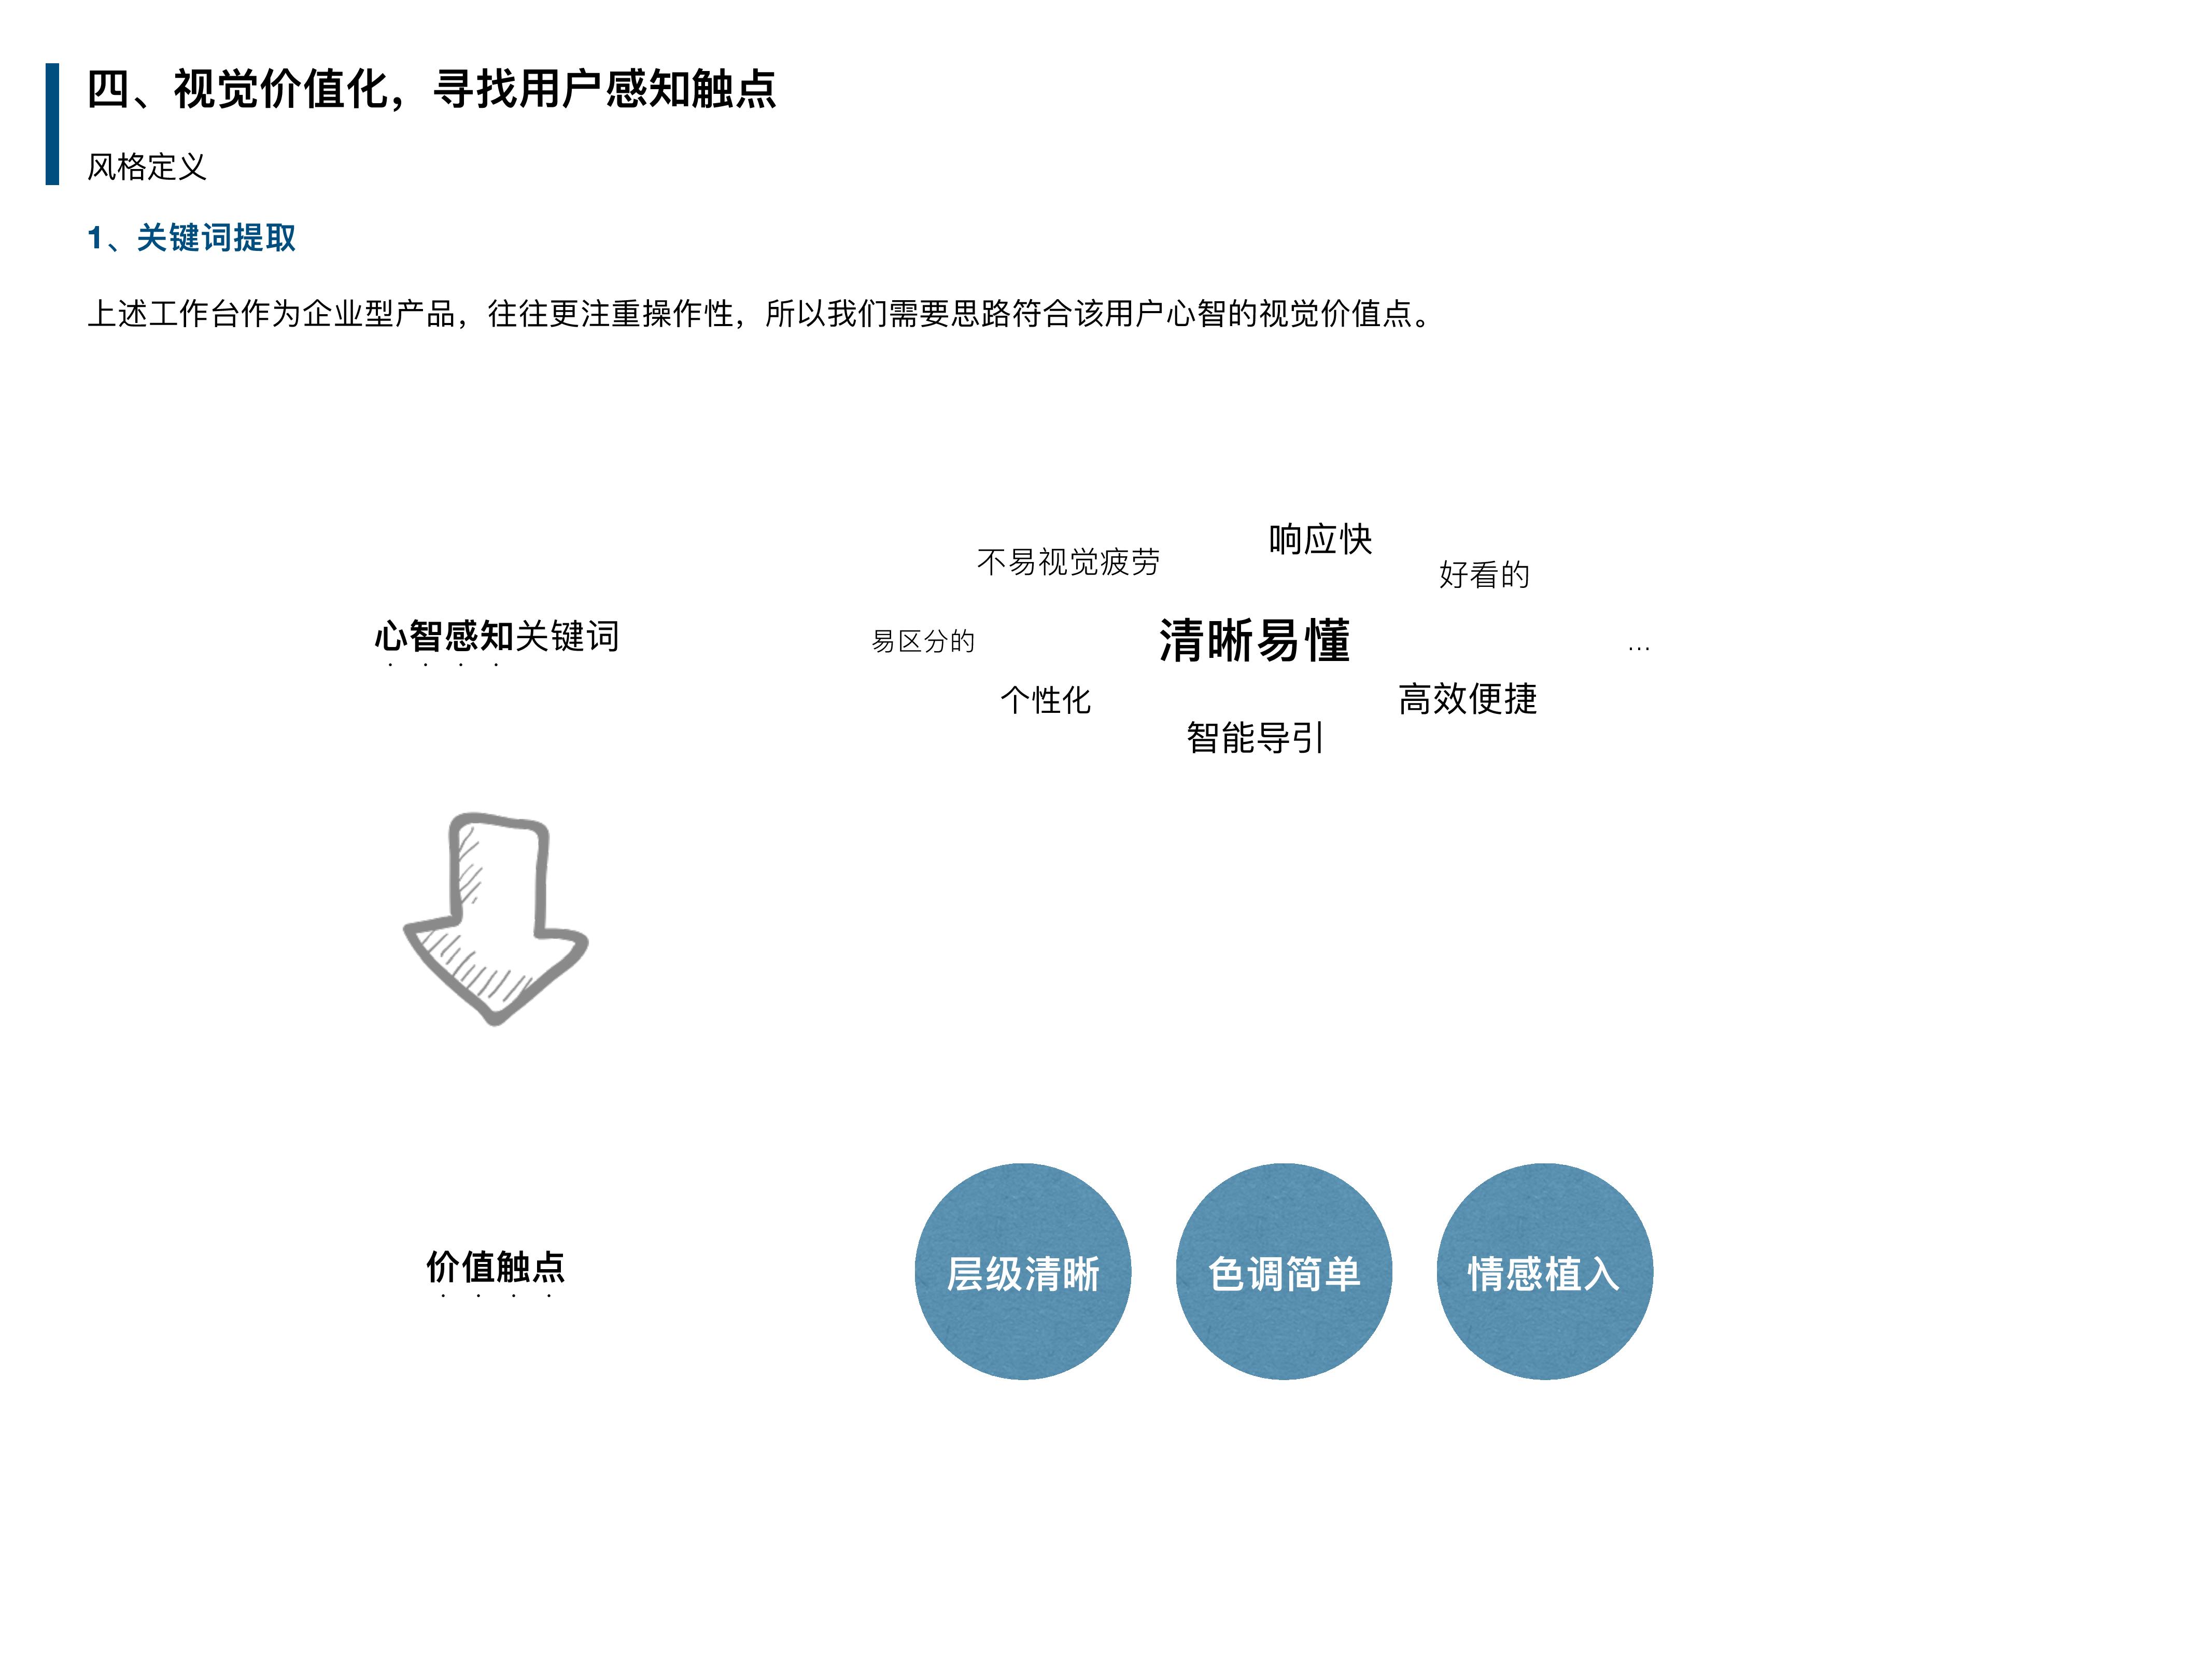 四、视觉价值化，寻找用户感知触点
风格定义
1、关键词提取
上述工作台作为企业型产品，往往更注重操作性，所以我们需要思路符合该用户心智的视觉价值点。
响应快
不易视觉疲劳
好看的
心智感知关键词
易区分的
清晰易懂
...
个性化
高效便捷
智能导引
价值触点
层级清晰
色调简单
情感植入